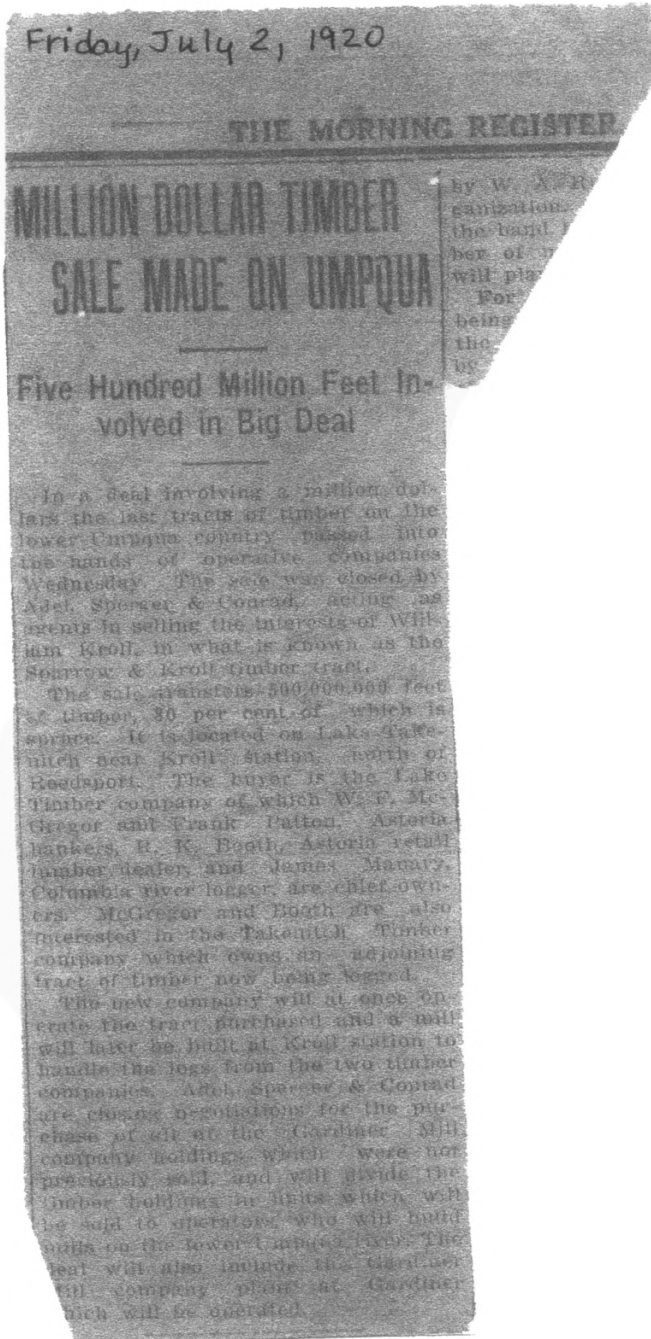 Friday, July 2, 1920
THE MORNING REGISTER
MILLION DOLLAR TIMBER
SALE MADE ON UMPQUA
Five Hundred Million Feet In-
volved in Big Deal
In a deal involving a million dol-
lars the last tracts of timber on the
lower Umpqua country passed into
the hands of operative companies
Wednesday. The sale was closed by
Adel, Sperger & Conrad, acting as
agents in selling the interests of Will-
iam Kroll, in what is known as the
Sparrow & Kroll timber tract.
The sale transfers 500,000,000 feet
of timber, 80 per cent of which is
spruce. It is located on Lake Take-
nitch near Kroll station, north of
Reedsport. The buyer is the Lake
Timber company of which W. F. Mc-
Gregor and Frank Patton, Astoria
bankers, R. K. Booth, Astoria retail
lumber dealer, and James Manary,
Columbia river logger, are chief own-
ers. McGregor and Booth are also
interested in the Takenitch Timber
company which owns an adjoining
tract of timber now being logged.
The new company will at once op-
erate the tract purchased and a mill
will later be built at Kroll station to
handle the logs from the two timber
companies. Adel, Sperger & Conrad
are closing negotiations for the pur-
chase of all of the Gardiner Mill
company holdings which were not
previously sold, and will divide the
timber holdings in units which will
be sold to operators who will build
mills on the lower Umpqua river. The
deal will also include the Gardiner
Mill company plant at Gardiner
which will be operated.
by W. A.
canization,
the band
ber of
will play
For
being
the
by